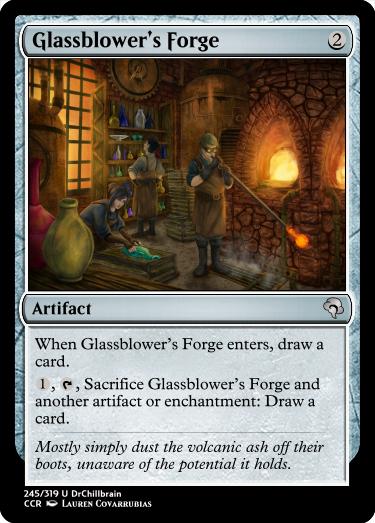 Glassblower's Forge 2
Artifact
When Glassblower's Forge enters, draw a
card.
1, , Sacrifice Glassblower's Forge and
another artifact or enchantment: Draw a
card.
Mostly simply dust the volcanic ash off their
boots, unaware of the potential it holds.
245/319 U DrChillbrain
CCR Lauren Covarrubias